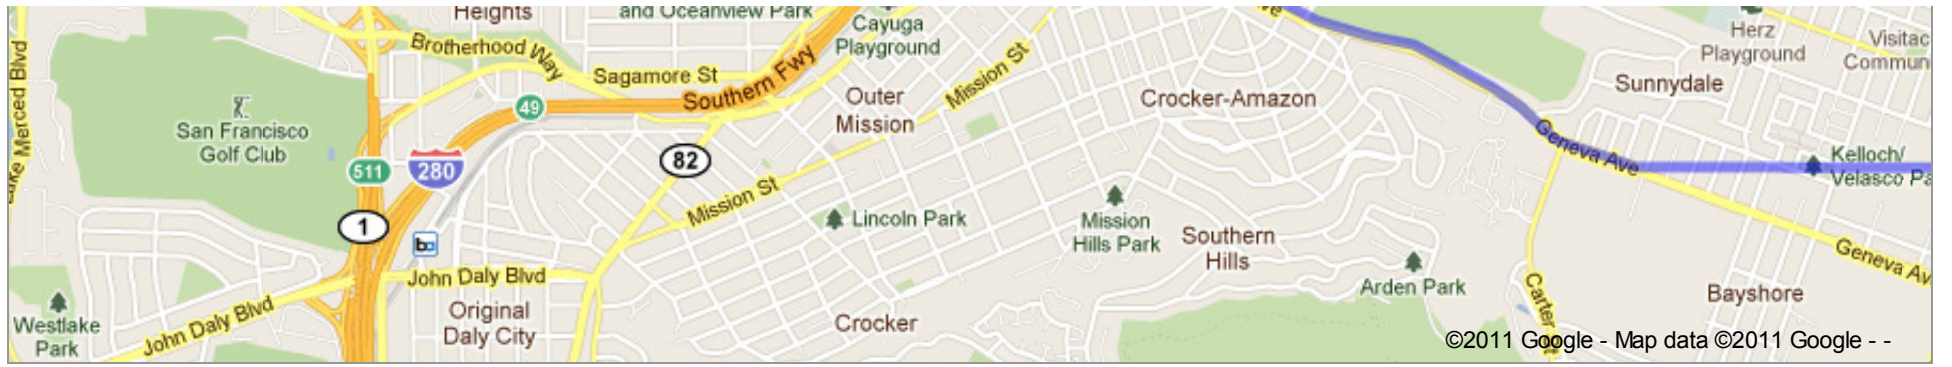 Heights
and Oceanview Park
Cayuga
Playground
Herz
Playground
Visitac
Commun
Brotherhood Way
Sagamore St
Southern Fwy
Mission St
Outer
Mission
Crocker-Amazon
Sunnydale
Lake Merced Blvd
San Francisco
Golf Club
49
511
280
82
1
Geneva Ave
Kelloch/
Velasco Pa
Mission St
Lincoln Park
Mission
Hills Park
Southern
Hills
Geneva Av
John Daly Blvd
Arden Park
Bayshore
Carter St
Westlake
Park
John Daly Blvd
Original
Daly City
Crocker
©2011 Google - Map data ©2011 Google - -